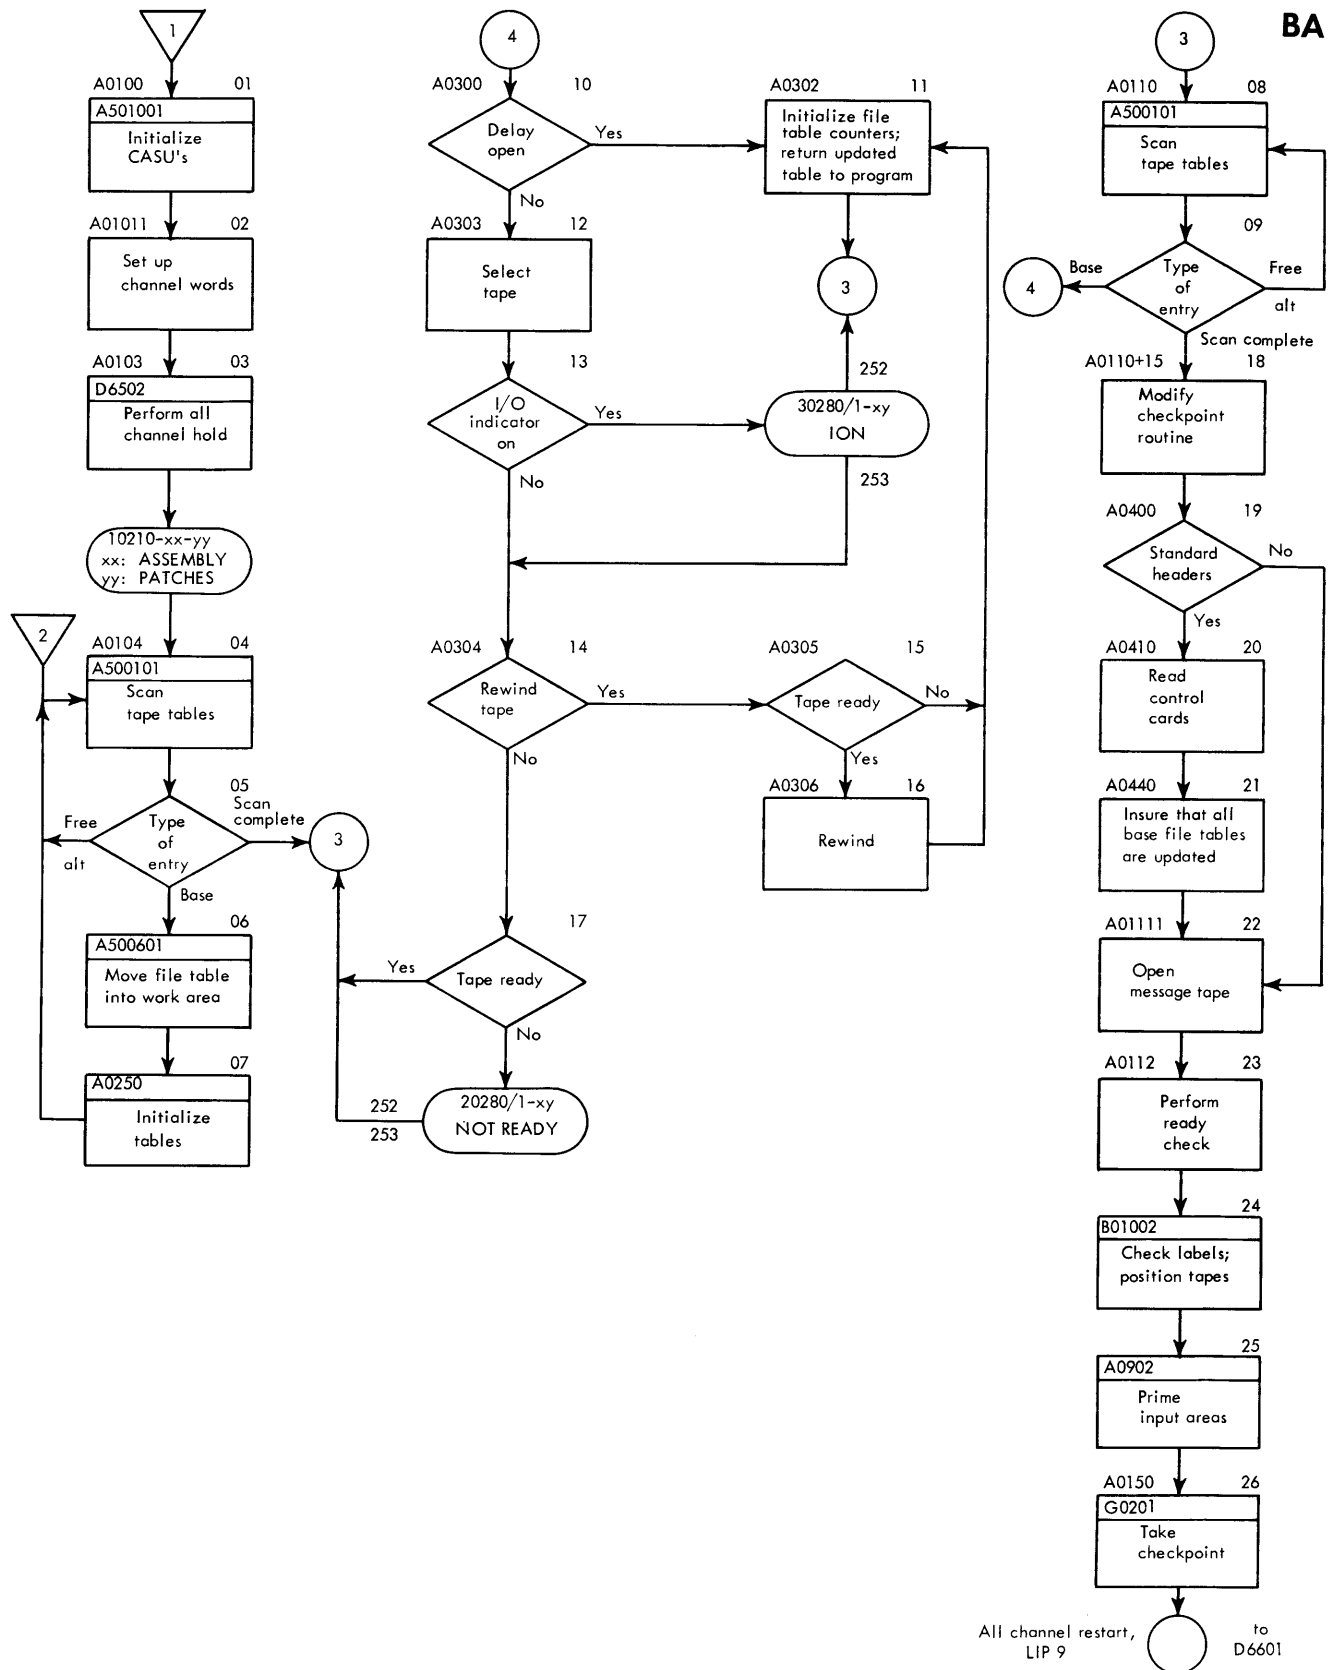 BA
1
A0100 01
A501001
Initialize
CASU's
A01011 02
Set up
channel words
A0103 03
D6502
Perform all
channel hold
10210-xx-yy
xx: ASSEMBLY
yy: PATCHES
2
A0104 04
A500101
Scan
tape tables
05
Scan
complete
Free
alt
Type
of
entry
3
Base
06
A500601
Move file table
into work area
07
A0250
Initialize
tables
4
A0300 10
Delay
open
Yes
No
A0302 11
Initialize file
table counters;
return updated
table to program
3
A0303 12
Select
tape
13
I/O
indicator
on
Yes
No
252
30280/1-xy
ION
253
A0304 14
Rewind
tape
Yes
No
A0305 15
Tape ready
No
Yes
A0306 16
Rewind
17
Yes
Tape ready
No
252
253
20280/1-xy
NOT READY
3
A0110 08
A500101
Scan
tape tables
09
4
Base
Type
of
entry
Free
alt
Scan complete
A0110+15 18
Modify
checkpoint
routine
A0400 19
Standard
headers
No
Yes
A0410 20
Read
control
cards
A0440 21
Insure that all
base file tables
are updated
A01111 22
Open
message tape
A0112 23
Perform
ready
check
24
B01002
Check labels;
position tapes
25
A0902
Prime
input areas
A0150 26
G0201
Take
checkpoint
All channel restart,
LIP 9
to
D6601